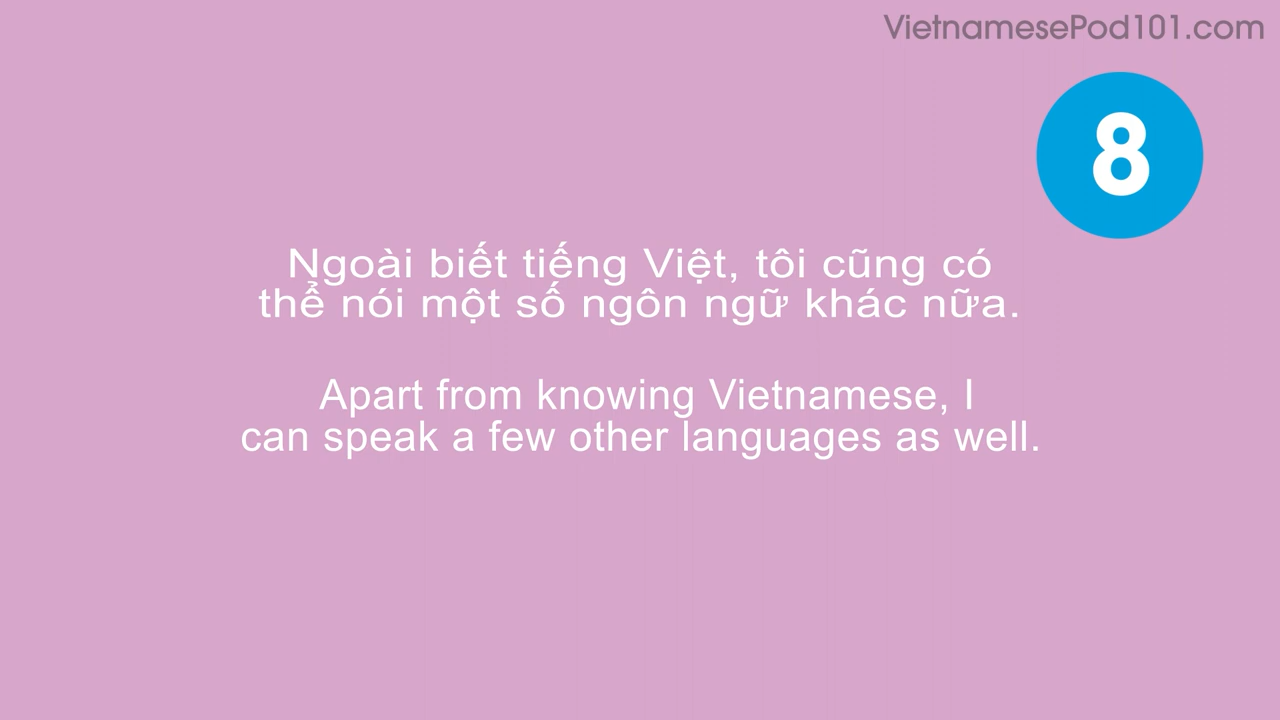 VietnamesePod101.com
8
Ngoài biết tiếng Việt, tôi cũng có
thể nói một số ngôn ngữ khác nữa.
Apart from knowing Vietnamese, I
can speak a few other languages as well.